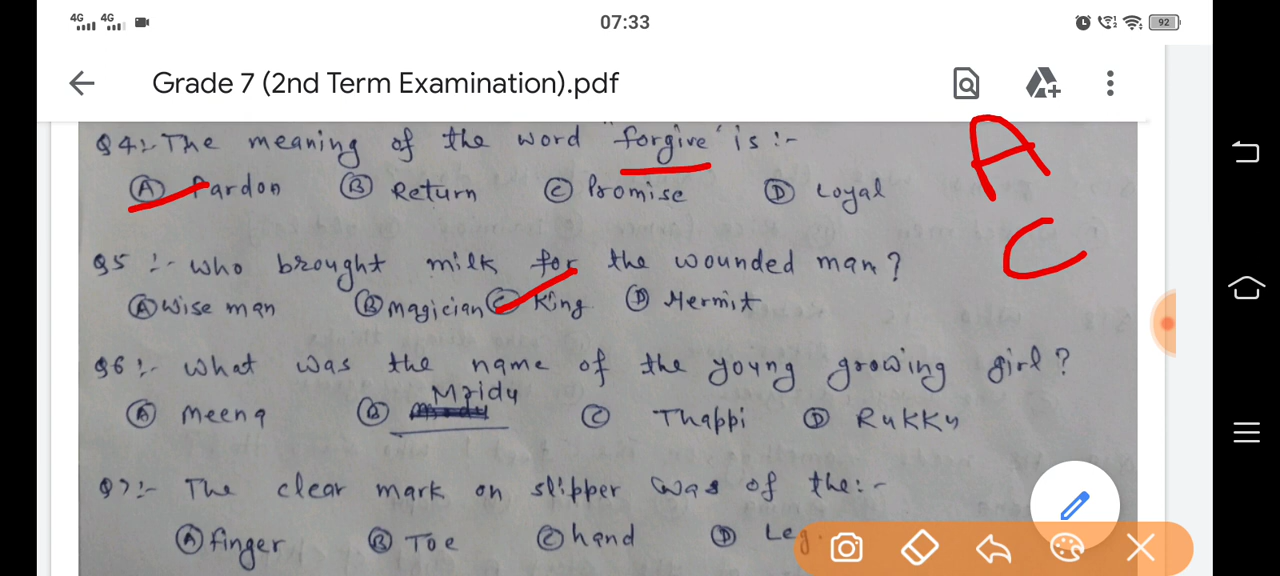 4G 4G 07:33 92
Grade 7 (2nd Term Examination).pdf
Q4:- The meaning of the word "forgive" is :-
(A) Pardon (B) Return (C) Promise (D) Loyal
A
C
Q5 :- Who brought milk for the wounded man?
(A) Wise man (B) Magician (C) King (D) Hermit
Q6 :- What was the name of the young growing girl?
(A) Meena (B) Mridu (C) Thappi (D) Rukku
Q7:- The clear mark on slipper was of the:-
(A) finger (B) Toe (C) hand (D) Leg.